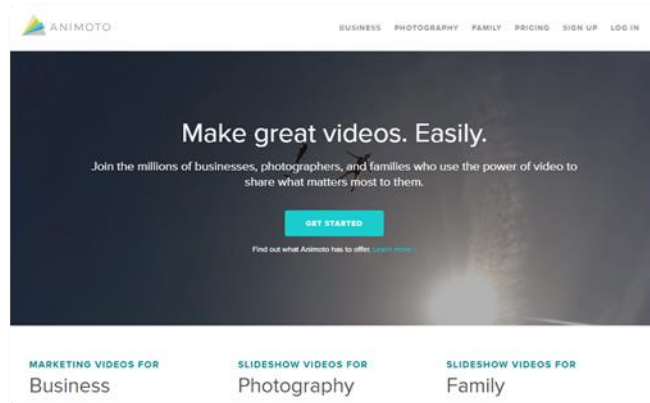 ANIMOTO
BUSINESS PHOTOGRAPHY FAMILY PRICING SIGN UP LOG IN
Make great videos. Easily.
Join the millions of businesses, photographers, and families who use the power of video to
share what matters most to them.
GET STARTED
Find out what Animoto has to offer. Learn more ›
MARKETING VIDEOS FOR
Business
SLIDESHOW VIDEOS FOR
Photography
SLIDESHOW VIDEOS FOR
Family